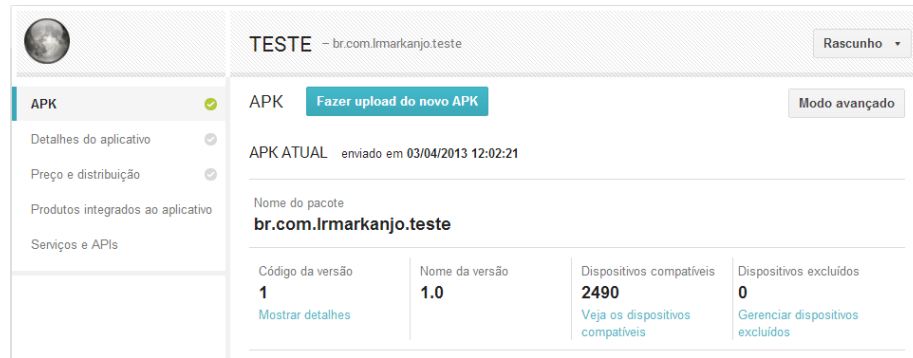 TESTE – br.com.lrmarkanjo.teste
Rascunho
APK
Detalhes do aplicativo
Preço e distribuição
Produtos integrados ao aplicativo
Serviços e APIs
APK Fazer upload do novo APK
Modo avançado
APK ATUAL enviado em 03/04/2013 12:02:21
Nome do pacote
br.com.lrmarkanjo.teste
Código da versão
1
Mostrar detalhes
Nome da versão
1.0
Dispositivos compatíveis
2490
Veja os dispositivos
compatíveis
Dispositivos excluídos
0
Gerenciar dispositivos
excluídos